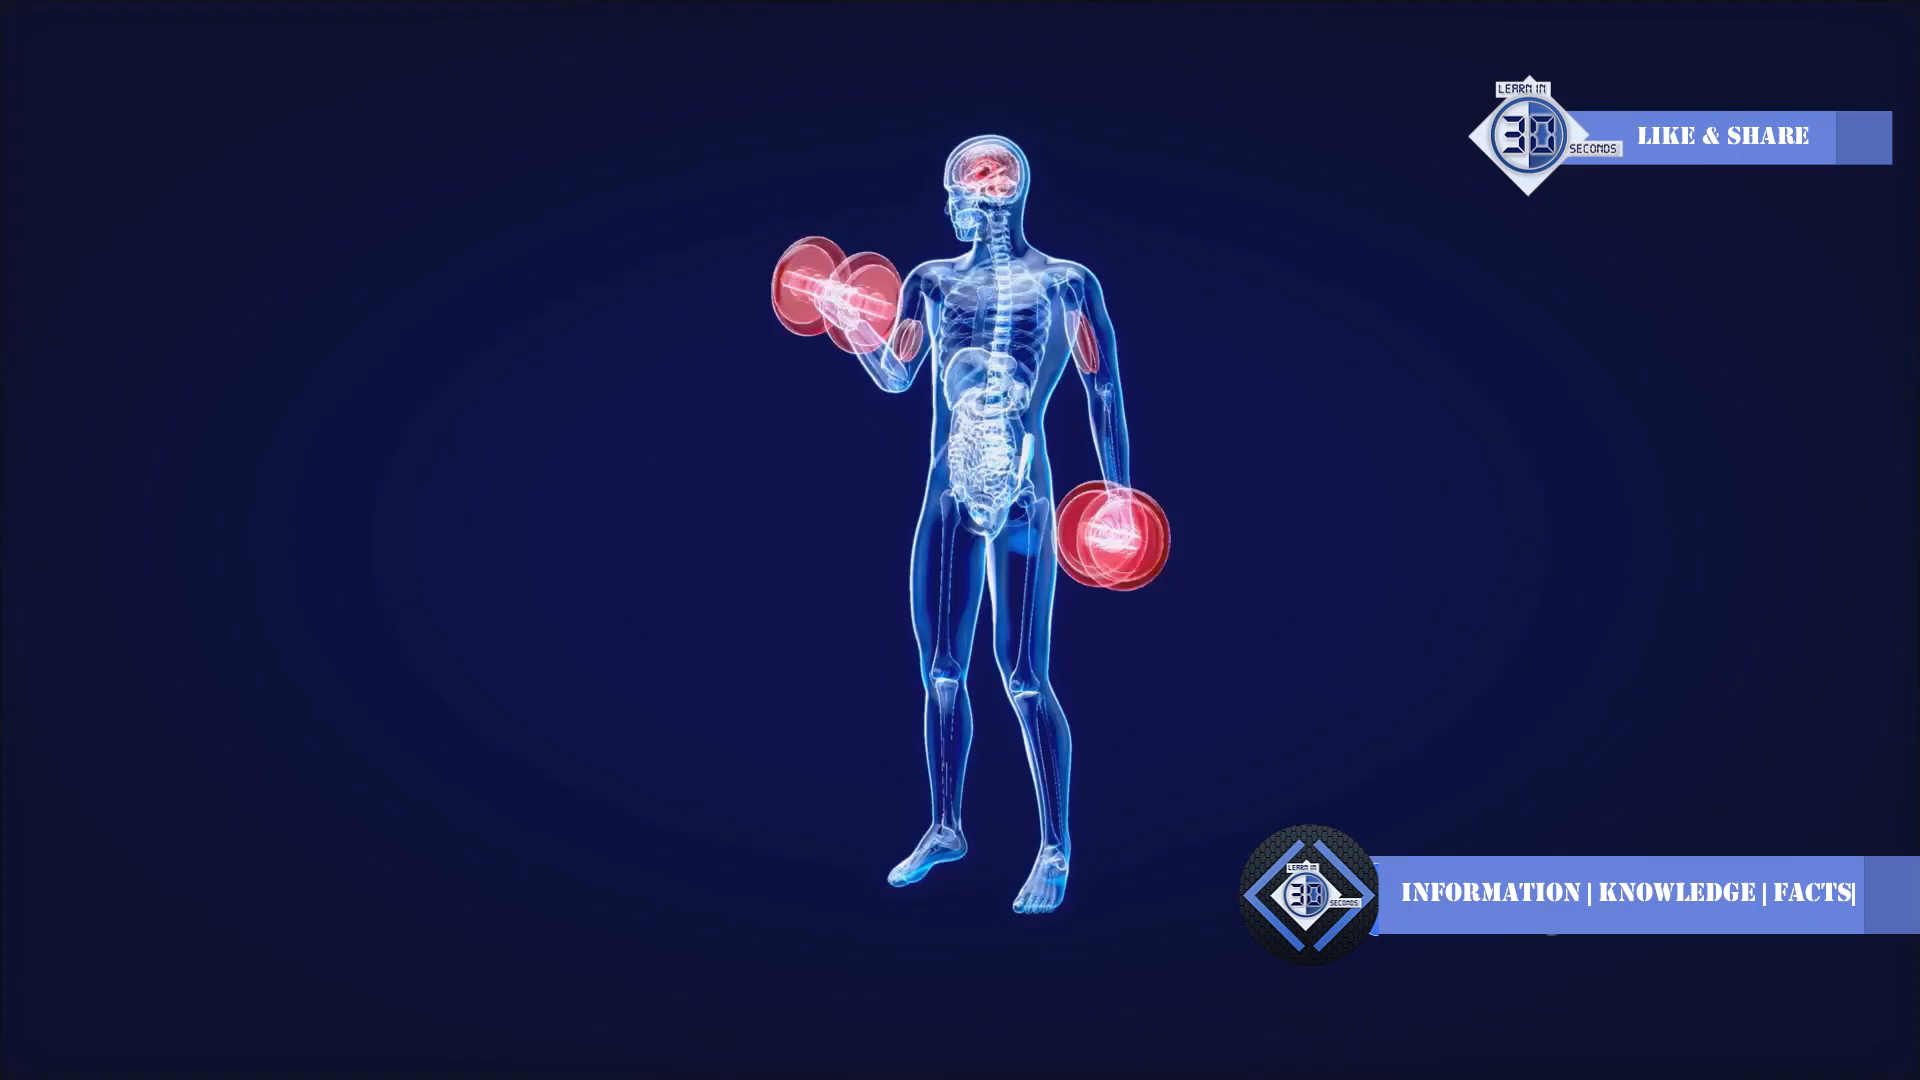 LEARN IN
30
SECONDS
LIKE & SHARE
LEARN IN
30
SECONDS
INFORMATION | KNOWLEDGE | FACTS|